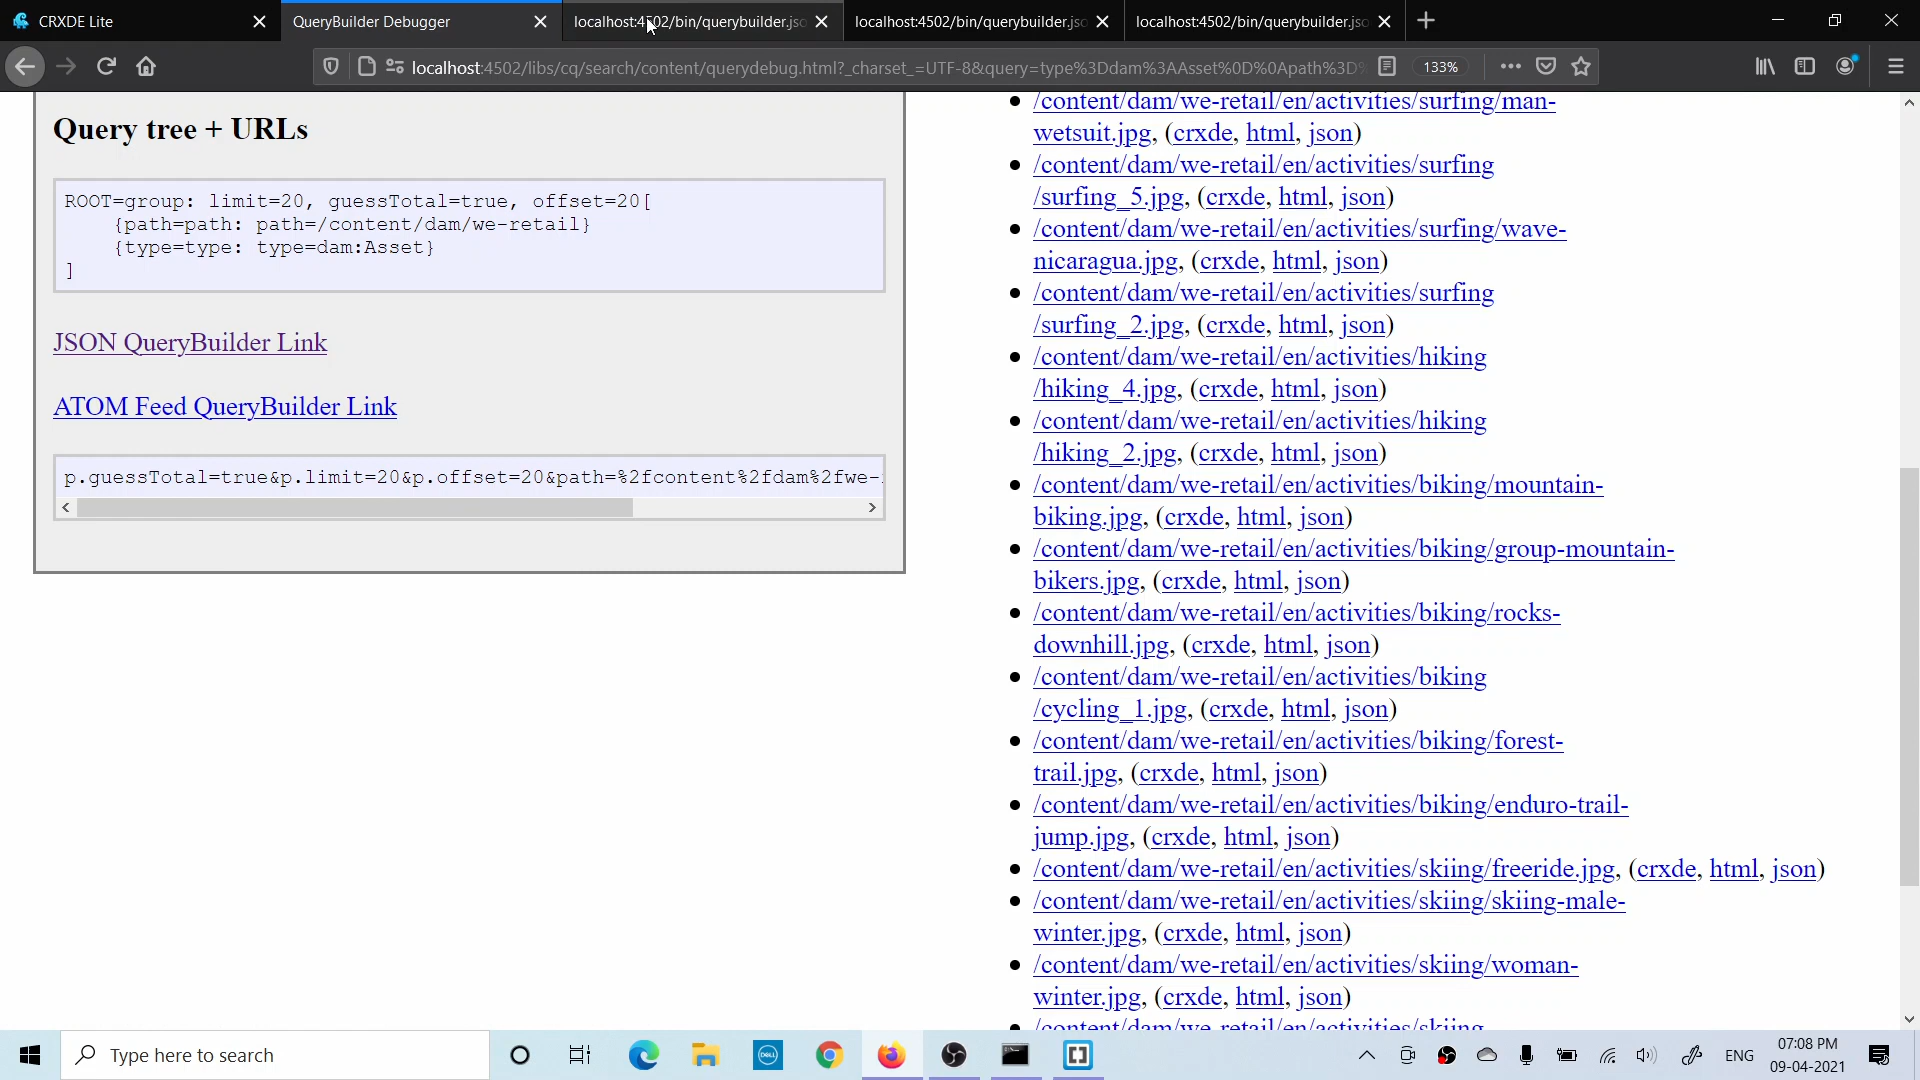 CRXDE Lite
QueryBuilder Debugger
localhost:4502/bin/querybuilder.jso
localhost:4502/bin/querybuilder.jso
localhost:4502/bin/querybuilder.jso
localhost:4502/libs/cq/search/content/querydebug.html?_charset_=UTF-8&query=type%3Ddam%3AAsset%0D%0Apath%3D%
133%
Query tree + URLs
ROOT=group: limit=20, guessTotal=true, offset=20[
{path=path: path=/content/dam/we-retail}
{type=type: type=dam:Asset}
]
JSON QueryBuilder Link
ATOM Feed QueryBuilder Link
p.guessTotal=true&p.limit=20&p.offset=20&path=%2fcontent%2fdam%2fwe-
/content/dam/we-retail/en/activities/surfing/man-
wetsuit.jpg, (crxde, html, json)
/content/dam/we-retail/en/activities/surfing
/surfing_5.jpg, (crxde, html, json)
/content/dam/we-retail/en/activities/surfing/wave-
nicaragua.jpg, (crxde, html, json)
/content/dam/we-retail/en/activities/surfing
/surfing_2.jpg, (crxde, html, json)
/content/dam/we-retail/en/activities/hiking
/hiking_4.jpg, (crxde, html, json)
/content/dam/we-retail/en/activities/hiking
/hiking_2.jpg, (crxde, html, json)
/content/dam/we-retail/en/activities/biking/mountain-
biking.jpg, (crxde, html, json)
/content/dam/we-retail/en/activities/biking/group-mountain-
bikers.jpg, (crxde, html, json)
/content/dam/we-retail/en/activities/biking/rocks-
downhill.jpg, (crxde, html, json)
/content/dam/we-retail/en/activities/biking
/cycling_1.jpg, (crxde, html, json)
/content/dam/we-retail/en/activities/biking/forest-
trail.jpg, (crxde, html, json)
/content/dam/we-retail/en/activities/biking/enduro-trail-
jump.jpg, (crxde, html, json)
/content/dam/we-retail/en/activities/skiing/freeride.jpg, (crxde, html, json)
/content/dam/we-retail/en/activities/skiing/skiing-male-
winter.jpg, (crxde, html, json)
/content/dam/we-retail/en/activities/skiing/woman-
winter.jpg, (crxde, html, json)
/content/dam/we-retail/en/activities/skiing
Type here to search
DELL
ENG
07:08 PM
09-04-2021